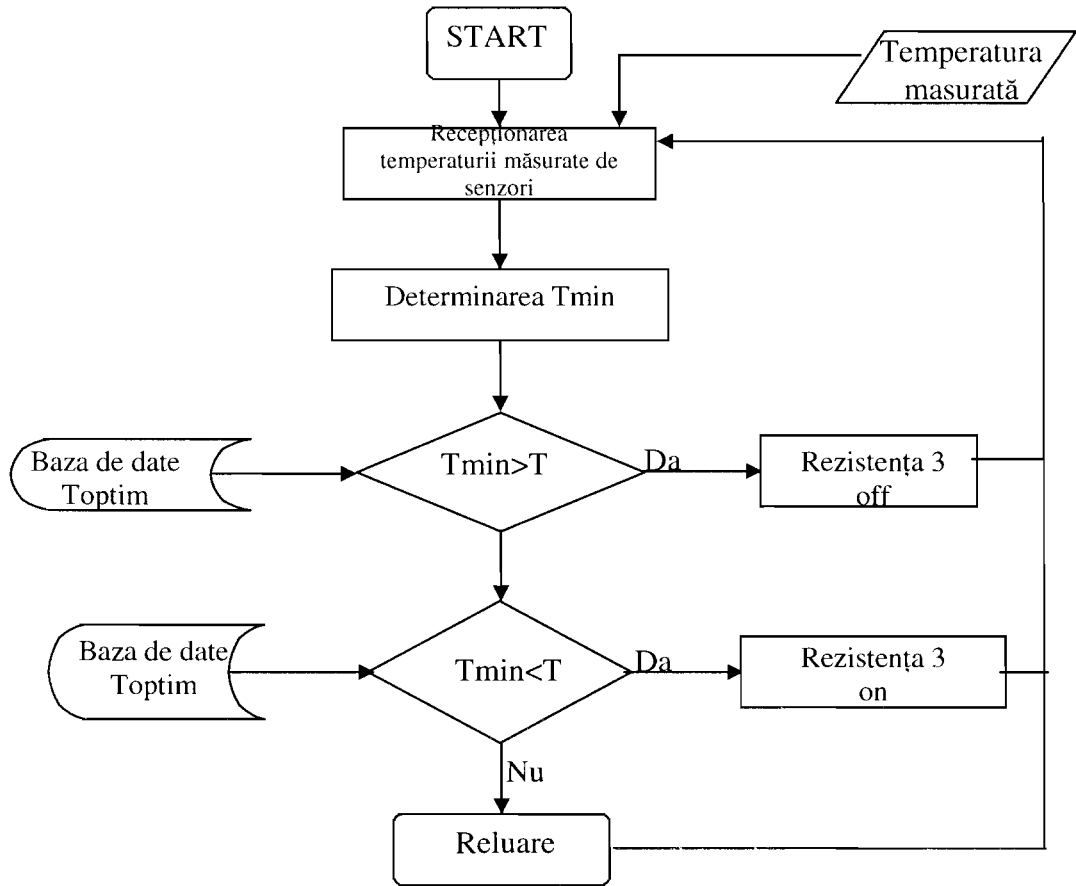 START
Temperatura
masurată
Recepționarea
temperaturii măsurate de
senzori
Determinarea Tmin
Baza de date
Toptim
Tmin>T
Da
Rezistența 3
off
Baza de date
Toptim
Tmin<T
Da
Rezistența 3
on
Nu
Reluare